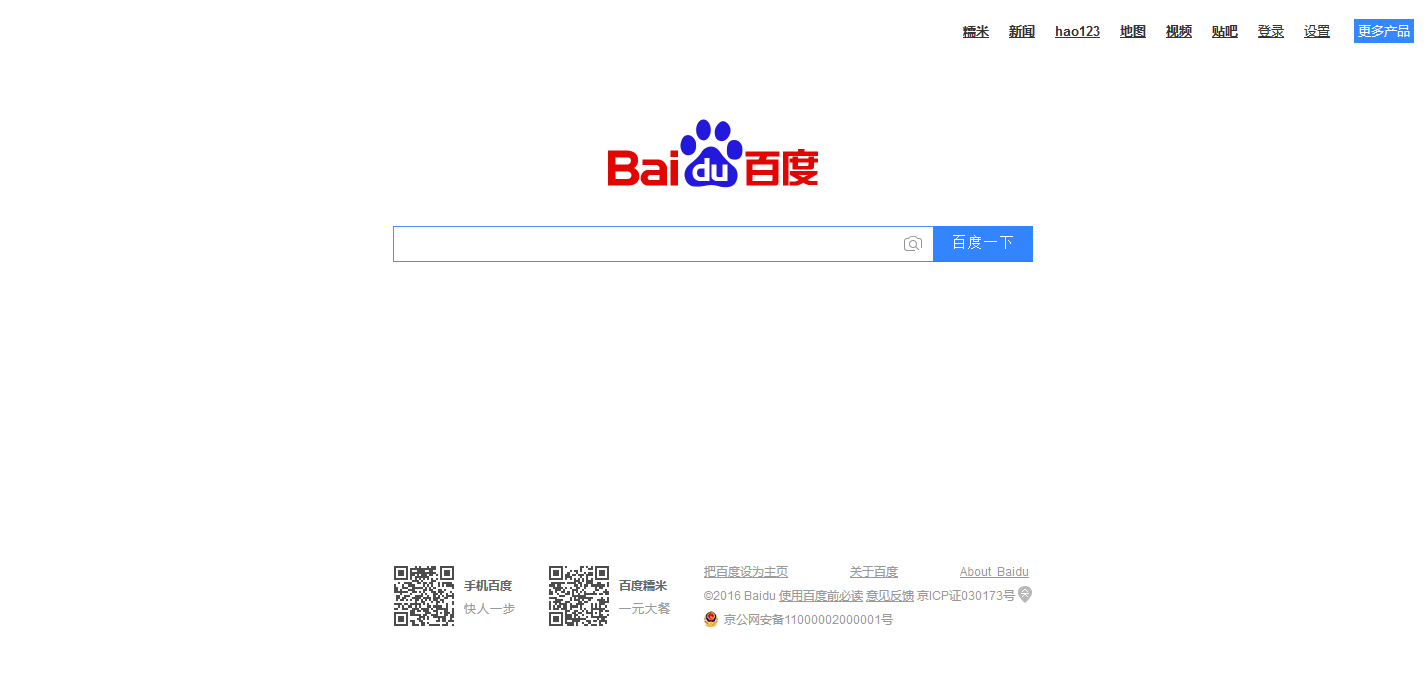 糯米 新闻 hao123 地图 视频 贴吧 登录 设置 更多产品
Baidu百度
百度一下
手机百度
快人一步
百度糯米
一元大餐
把百度设为主页 关于百度 About Baidu
©2016 Baidu 使用百度前必读 意见反馈 京ICP证030173号
京公网安备11000002000001号